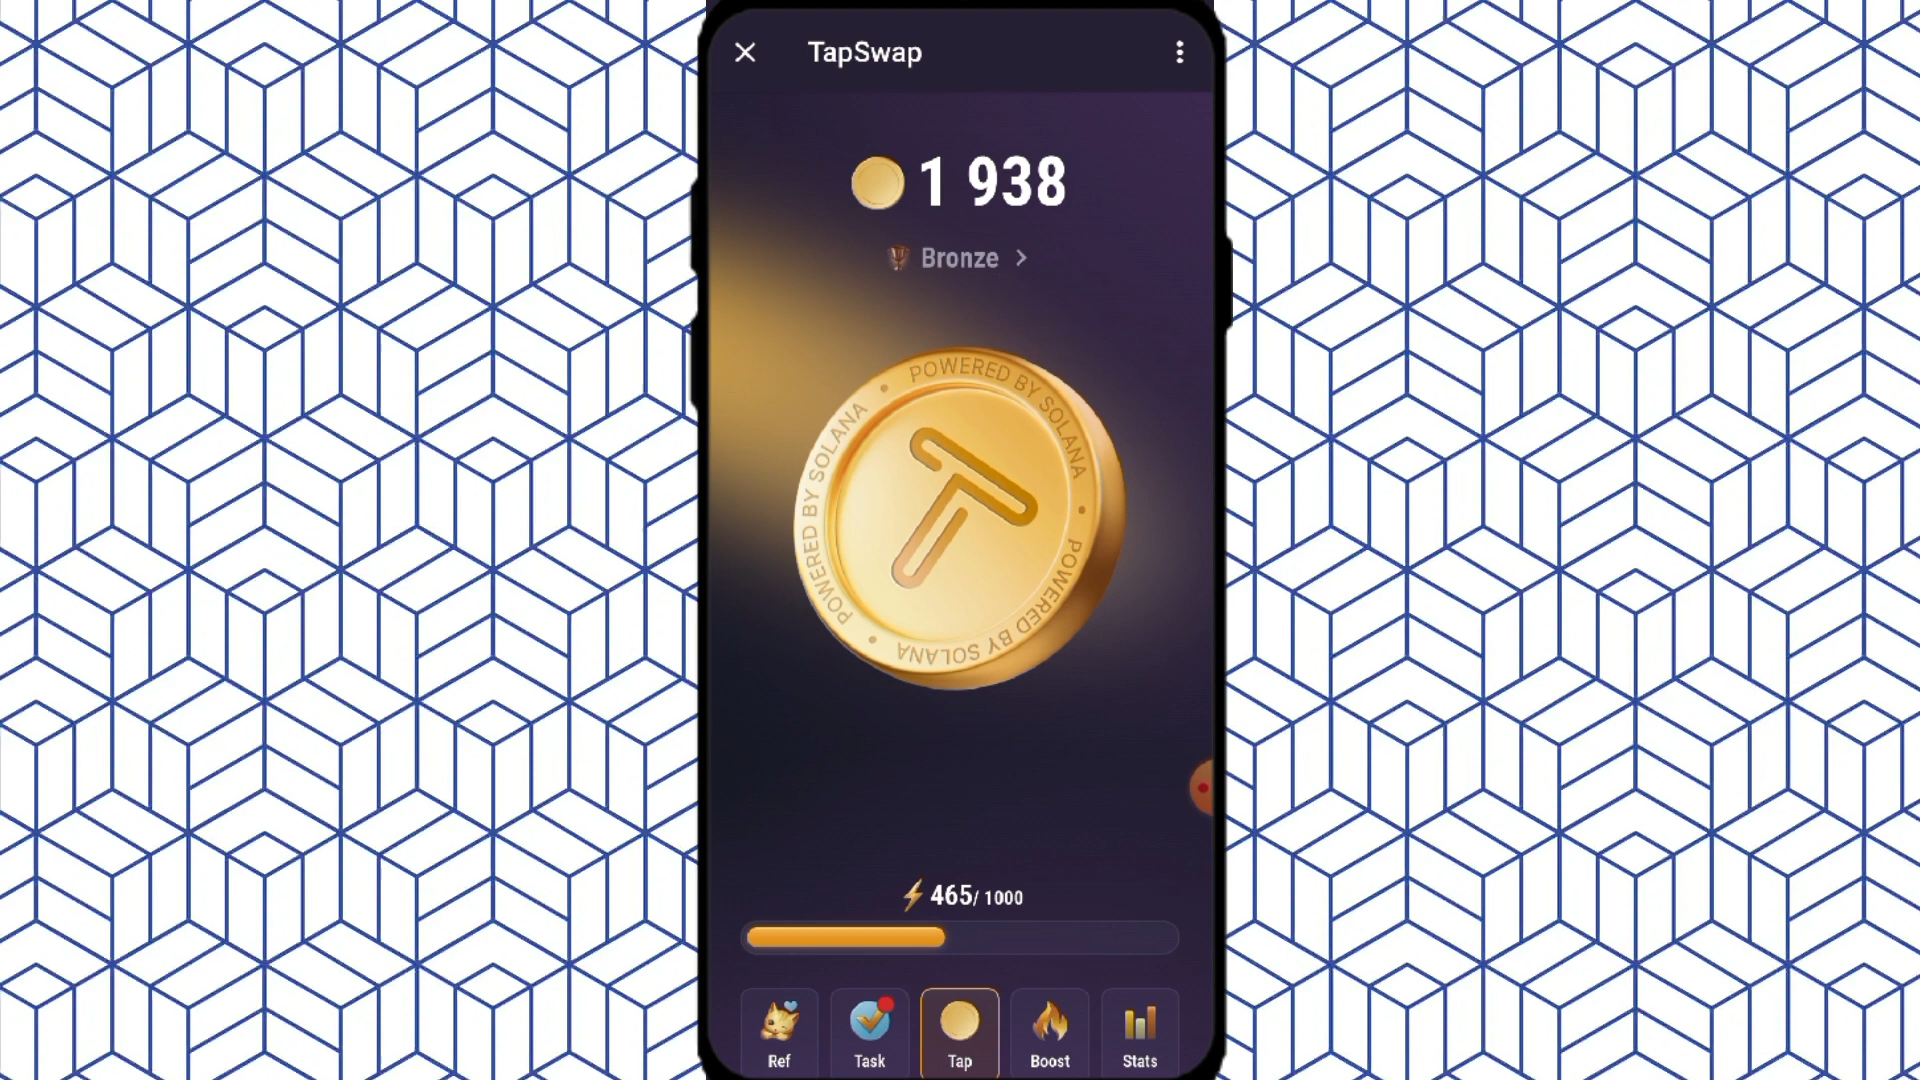 TapSwap
1 938
Bronze
POWERED BY SOLANA • POWERED BY SOLANA • POWERED BY SOLANA
T
465/ 1000
Ref Task Tap Boost Stats